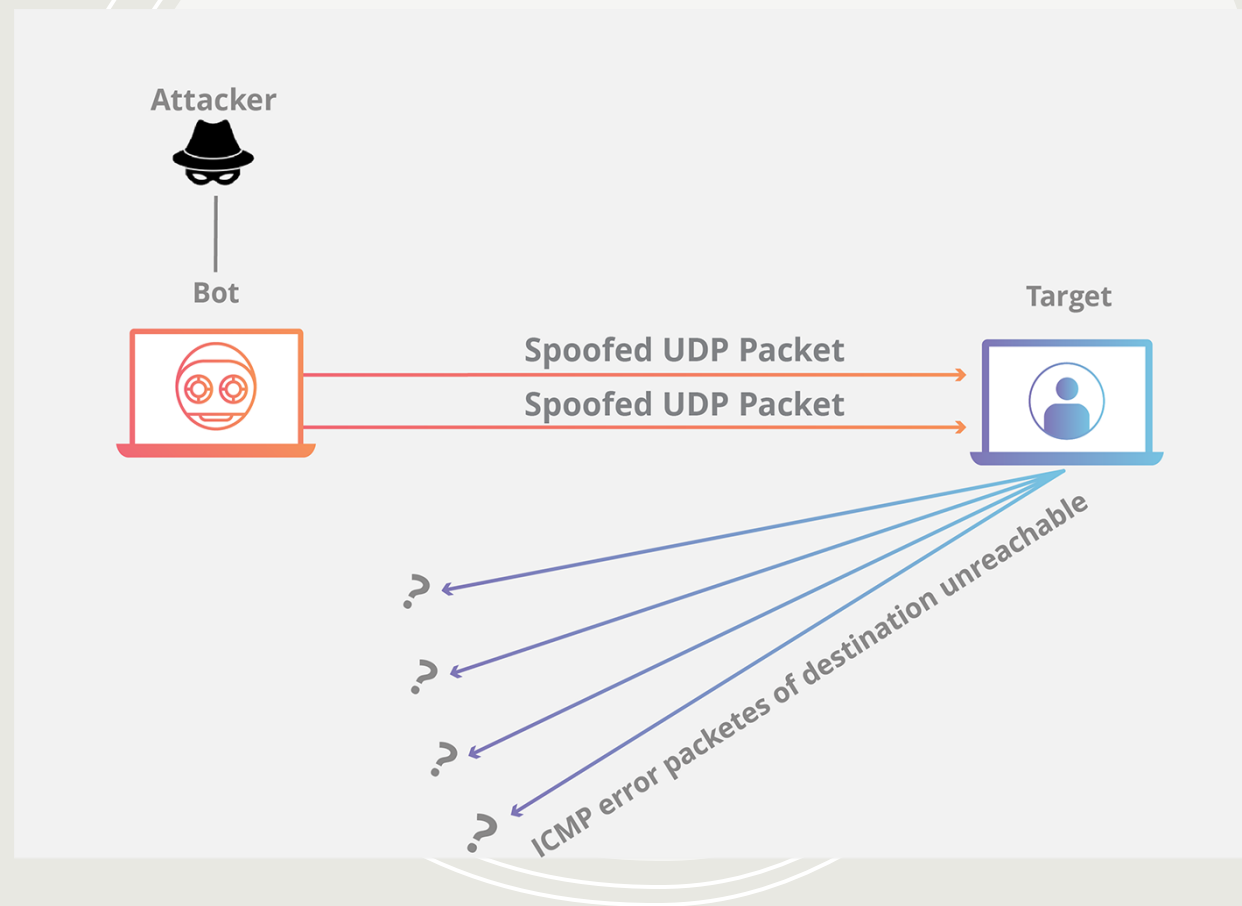 Attacker
Bot
Target
Spoofed UDP Packet
Spoofed UDP Packet
?
?
?
?
ICMP error packetes of destination unreachable